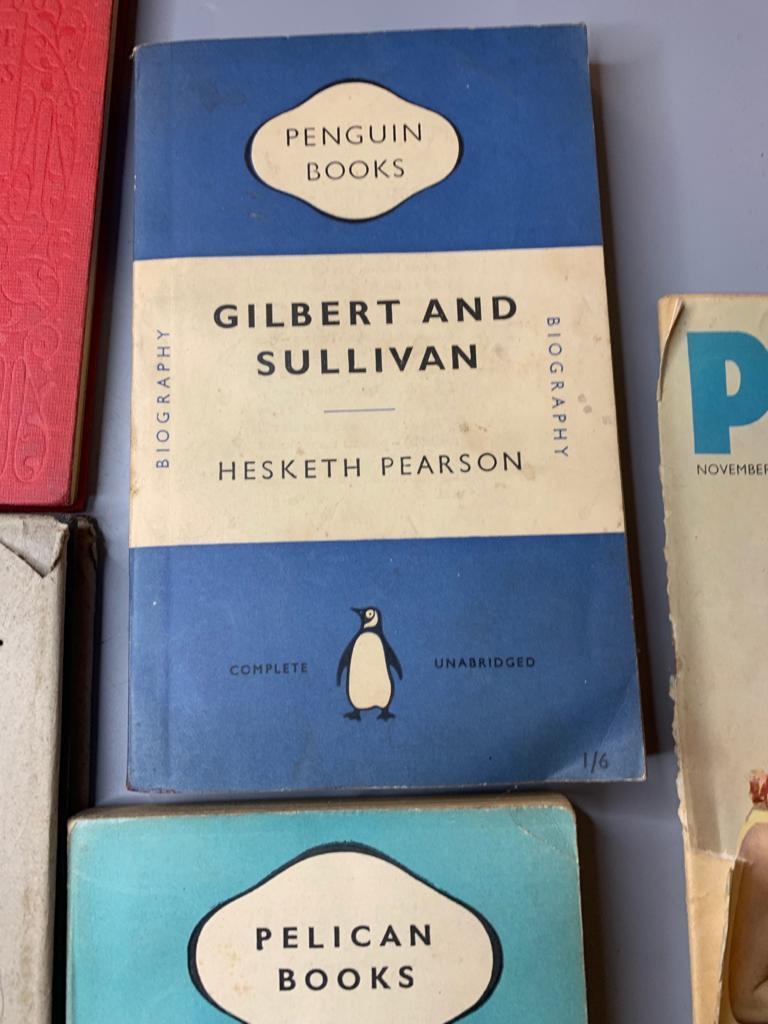 PENGUIN
BOOKS
GILBERT AND
SULLIVAN
HESKETH PEARSON
BIOGRAPHY
BIOGRAPHY
COMPLETE
UNABRIDGED
1/6
PELICAN
BOOKS
P
NOVEMBER